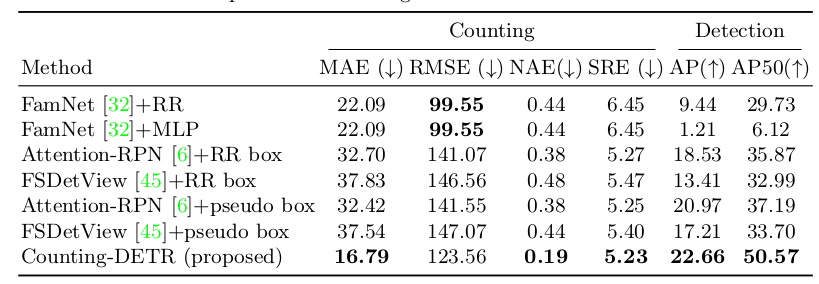 Counting Detection
Method MAE (↓) RMSE (↓) NAE(↓) SRE (↓) AP(↑) AP50(↑)
FamNet [32]+RR 22.09 99.55 0.44 6.45 9.44 29.73
FamNet [32]+MLP 22.09 99.55 0.44 6.45 1.21 6.12
Attention-RPN [6]+RR box 32.70 141.07 0.38 5.27 18.53 35.87
FSDetView [45]+RR box 37.83 146.56 0.48 5.47 13.41 32.99
Attention-RPN [6]+pseudo box 32.42 141.55 0.38 5.25 20.97 37.19
FSDetView [45]+pseudo box 37.54 147.07 0.44 5.40 17.21 33.70
Counting-DETR (proposed) 16.79 123.56 0.19 5.23 22.66 50.57